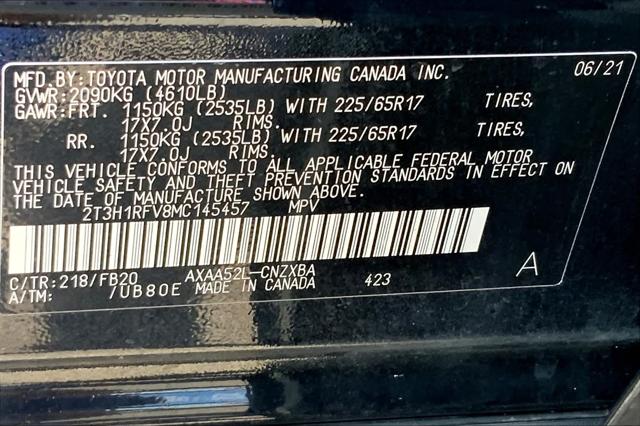 MFD.BY:TOYOTA MOTOR MANUFACTURING CANADA INC. 06/21
GVWR:2090KG (4610LB)
GAWR:FRT. 1150KG (2535LB) WITH 225/65R17 TIRES,
17X7.0J RIMS.
RR. 1150KG (2535LB) WITH 225/65R17 TIRES,
17X7.0J RIMS.
THIS VEHICLE CONFORMS TO ALL APPLICABLE FEDERAL MOTOR
VEHICLE SAFETY AND THEFT PREVENTION STANDARDS IN EFFECT ON
THE DATE OF MANUFACTURE SHOWN ABOVE.
2T3H1RFV8MC145457 MPV
C/TR:218/FB20 AXAA52L-CNZXBA 423 A
A/TM: /UB80E MADE IN CANADA